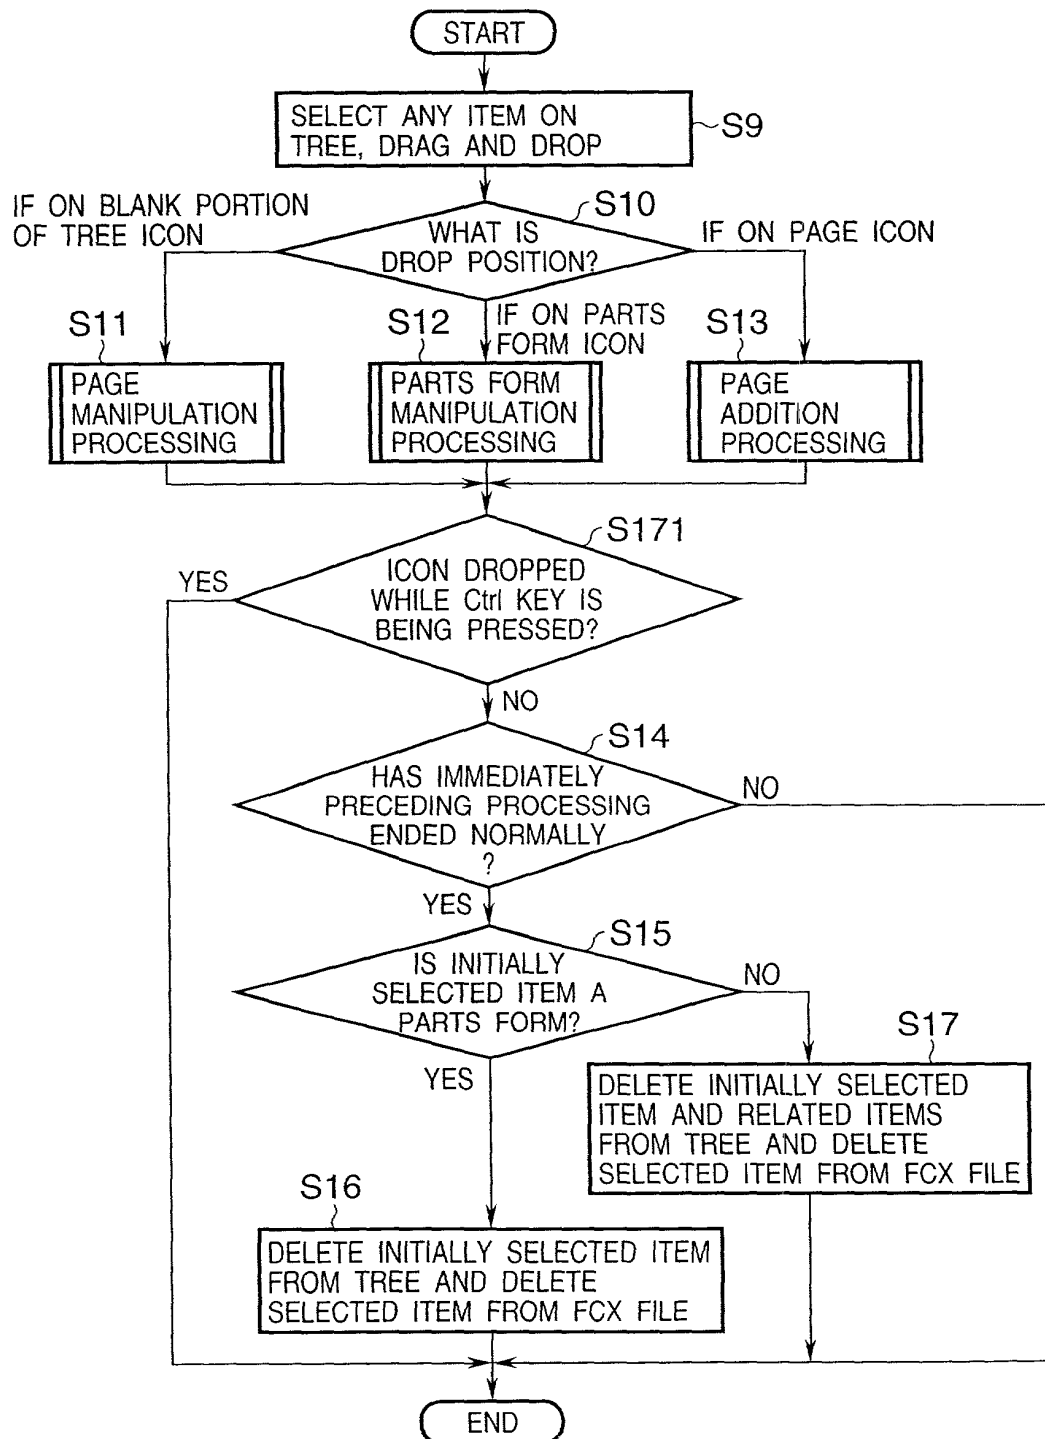 START
SELECT ANY ITEM ON
TREE, DRAG AND DROP
S9
IF ON BLANK PORTION
OF TREE ICON
S10
WHAT IS
DROP POSITION?
IF ON PAGE ICON
S11
S12
IF ON PARTS
FORM ICON
S13
PAGE
MANIPULATION
PROCESSING
PARTS FORM
MANIPULATION
PROCESSING
PAGE
ADDITION
PROCESSING
S171
YES
ICON DROPPED
WHILE Ctrl KEY IS
BEING PRESSED?
NO
S14
HAS IMMEDIATELY
PRECEDING PROCESSING
ENDED NORMALLY
?
NO
YES
S15
IS INITIALLY
SELECTED ITEM A
PARTS FORM?
NO
YES
S17
DELETE INITIALLY SELECTED
ITEM AND RELATED ITEMS
FROM TREE AND DELETE
SELECTED ITEM FROM FCX FILE
S16
DELETE INITIALLY SELECTED ITEM
FROM TREE AND DELETE
SELECTED ITEM FROM FCX FILE
END